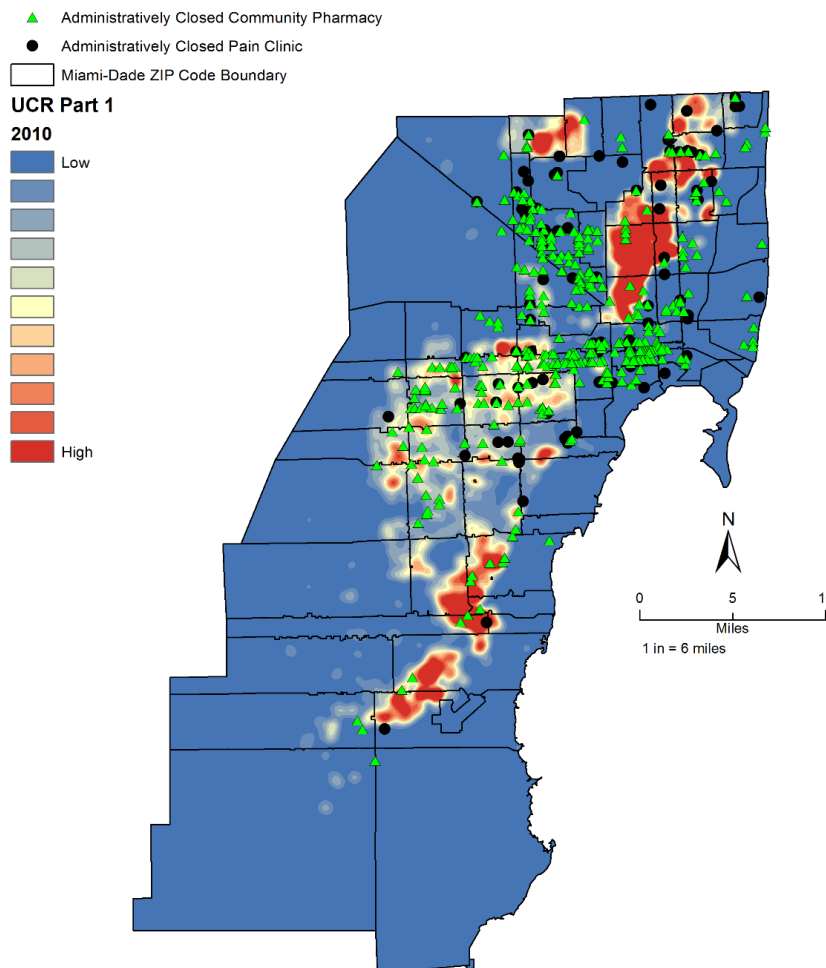 Administratively Closed Community Pharmacy
Administratively Closed Pain Clinic
Miami-Dade ZIP Code Boundary
UCR Part 1
2010
Low
High
N
0 5 1
Miles
1 in = 6 miles